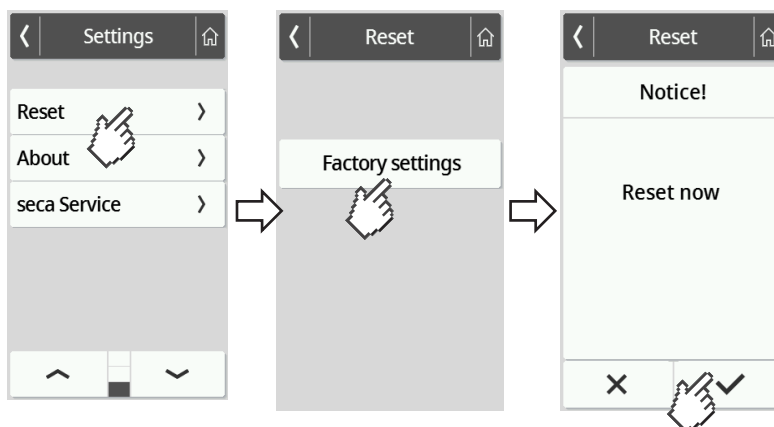 Settings
Reset
About
seca Service
Reset
Factory settings
Reset
Notice!
Reset now